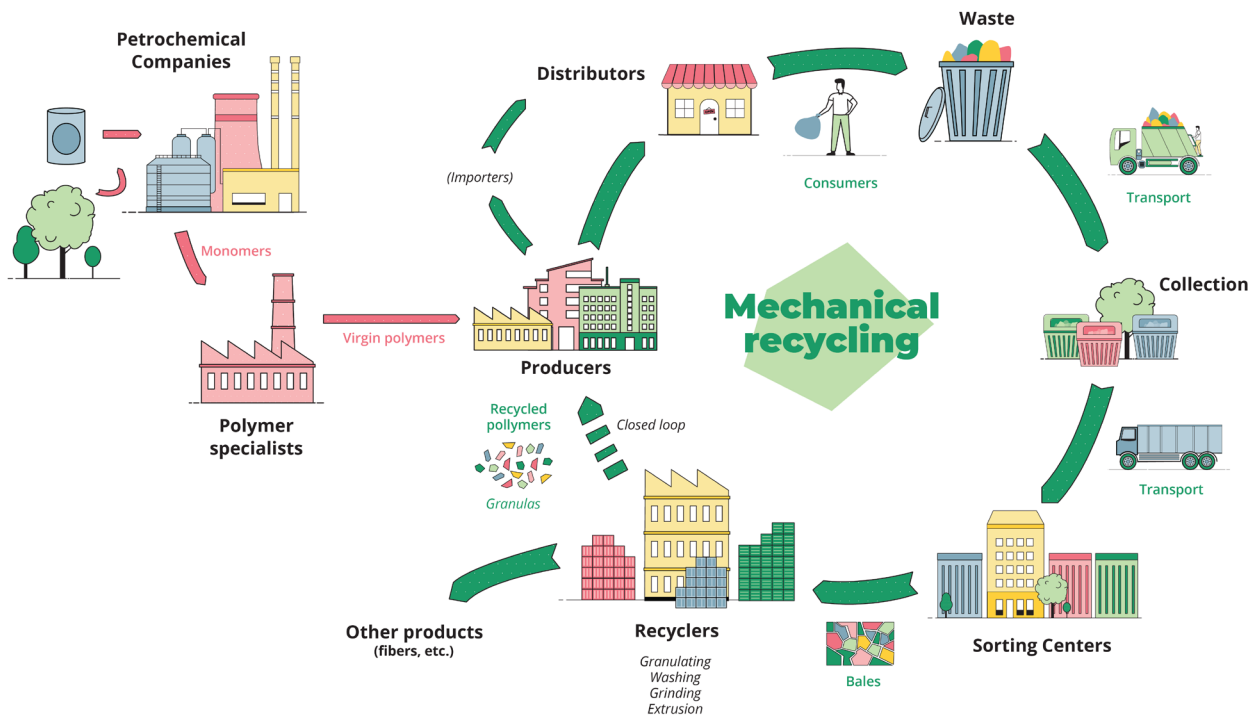 Waste
Petrochemical
Companies
Distributors
(Importers)
Consumers
Transport
Monomers
Collection
Mechanical
recycling
Virgin polymers
Producers
Polymer
specialists
Recycled
pollymers
Closed loop
Granulas
Transport
Other products
(fibers, etc.)
Recyclers
Sorting Centers
Granulating
Washing
Grinding
Extrusion
Bales